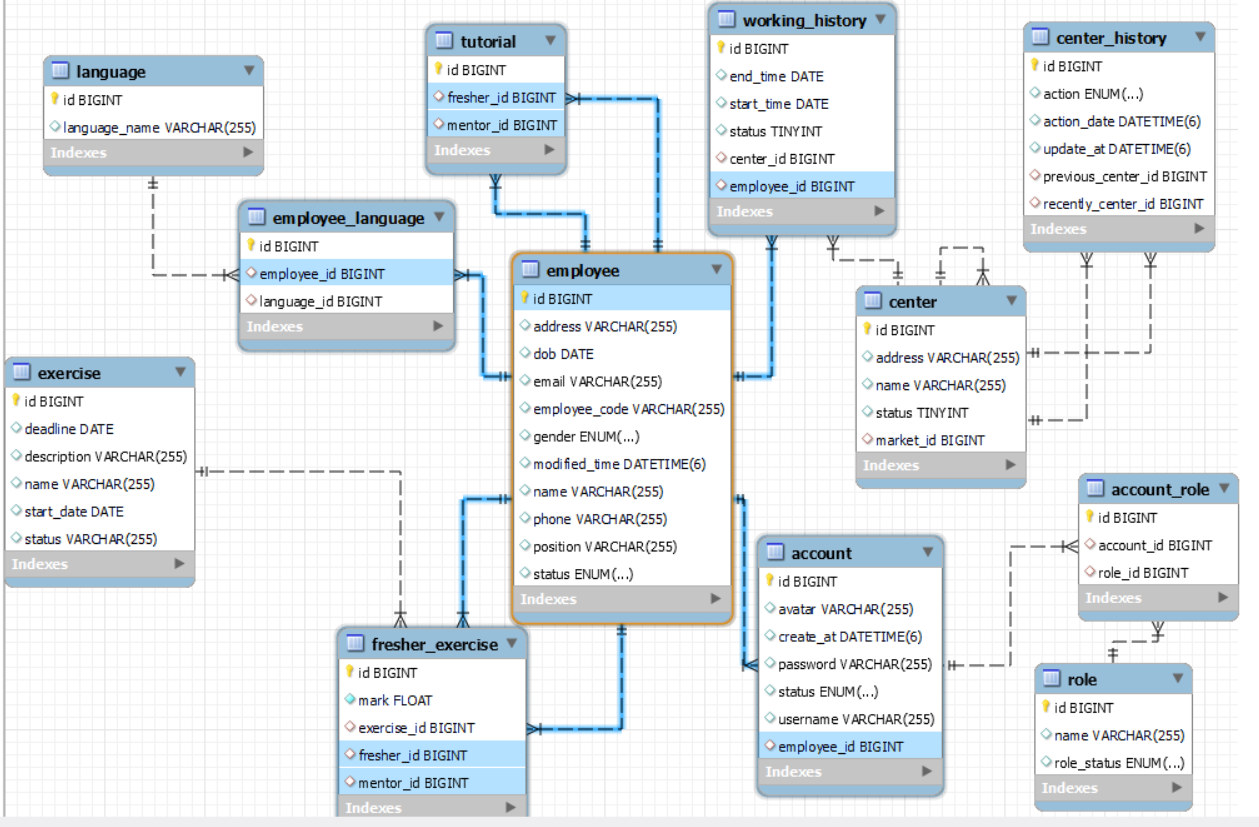 language
id BIGINT
language_name VARCHAR(255)
Indexes
tutorial
id BIGINT
fresher_id BIGINT
mentor_id BIGINT
Indexes
working_history
id BIGINT
end_time DATE
start_time DATE
status TINYINT
center_id BIGINT
employee_id BIGINT
Indexes
center_history
id BIGINT
action ENUM(...)
action_date DATETIME(6)
update_at DATETIME(6)
previous_center_id BIGINT
recently_center_id BIGINT
Indexes
employee_language
id BIGINT
employee_id BIGINT
language_id BIGINT
Indexes
employee
id BIGINT
address VARCHAR(255)
dob DATE
email VARCHAR(255)
employee_code VARCHAR(255)
gender ENUM(...)
modified_time DATETIME(6)
name VARCHAR(255)
phone VARCHAR(255)
position VARCHAR(255)
status ENUM(...)
Indexes
center
id BIGINT
address VARCHAR(255)
name VARCHAR(255)
status TINYINT
market_id BIGINT
Indexes
exercise
id BIGINT
deadline DATE
description VARCHAR(255)
name VARCHAR(255)
start_date DATE
status VARCHAR(255)
Indexes
account_role
id BIGINT
account_id BIGINT
role_id BIGINT
Indexes
account
id BIGINT
avatar VARCHAR(255)
create_at DATETIME(6)
password VARCHAR(255)
status ENUM(...)
username VARCHAR(255)
employee_id BIGINT
Indexes
fresher_exercise
id BIGINT
mark FLOAT
exercise_id BIGINT
fresher_id BIGINT
mentor_id BIGINT
Indexes
role
id BIGINT
name VARCHAR(255)
role_status ENUM(...)
Indexes